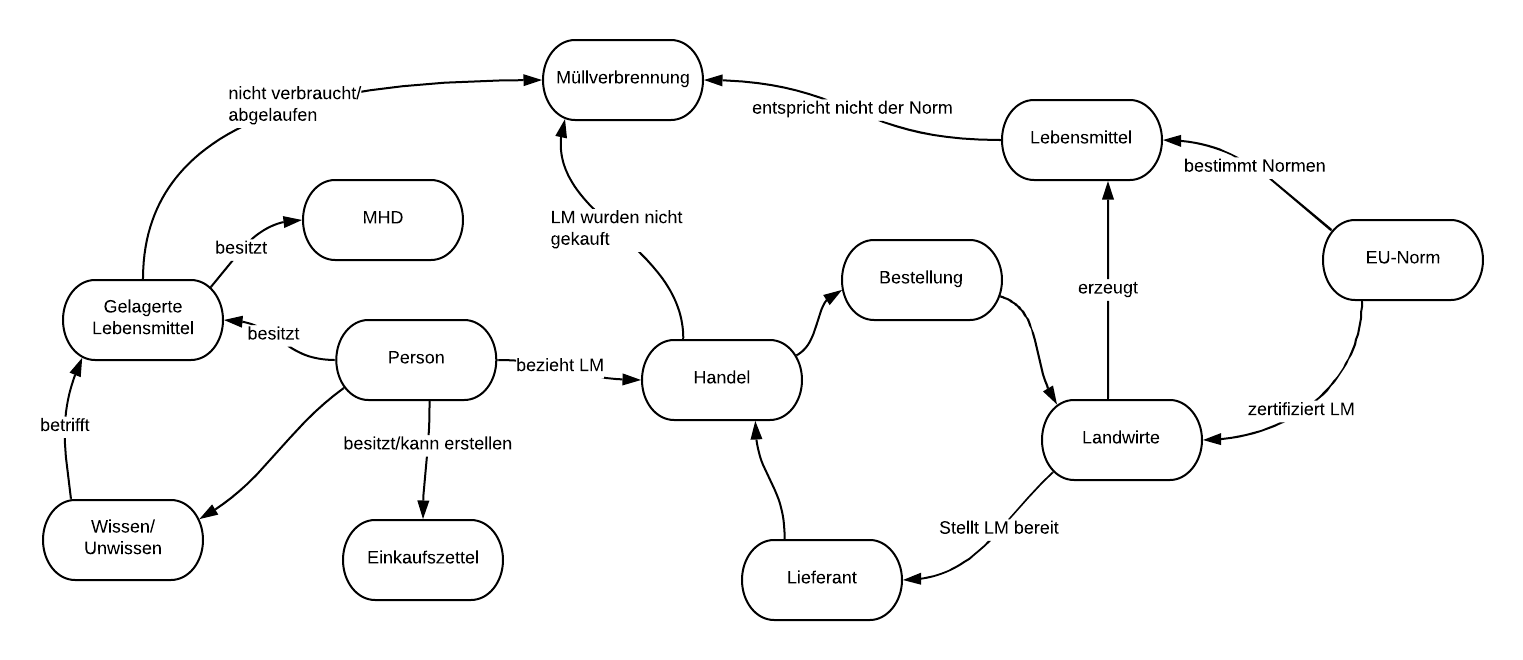 Müllverbrennung
nicht verbraucht/
abgelaufen
entspricht nicht der Norm
Lebensmittel
bestimmt Normen
MHD
LM wurden nicht
gekauft
besitzt
EU-Norm
Bestellung
erzeugt
Gelagerte
Lebensmittel
besitzt
Person
bezieht LM
Handel
zertifiziert LM
betrifft
besitzt/kann erstellen
Landwirte
Wissen/
Unwissen
Stellt LM bereit
Einkaufszettel
Lieferant